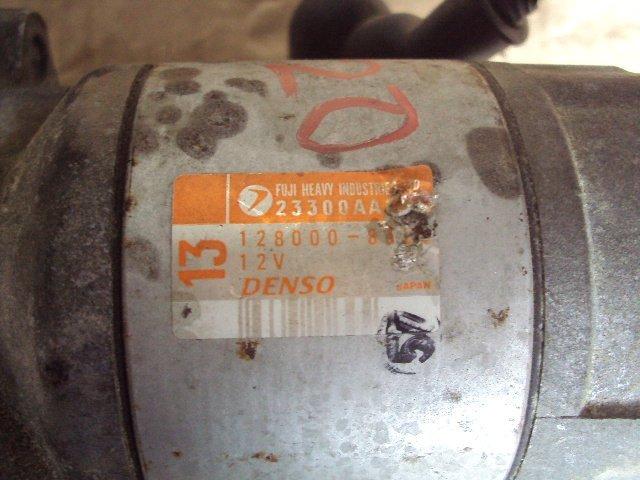 FUJI HEAVY INDUSTRIES
23300AA
13
128000-8
12V
DENSO
JAPAN